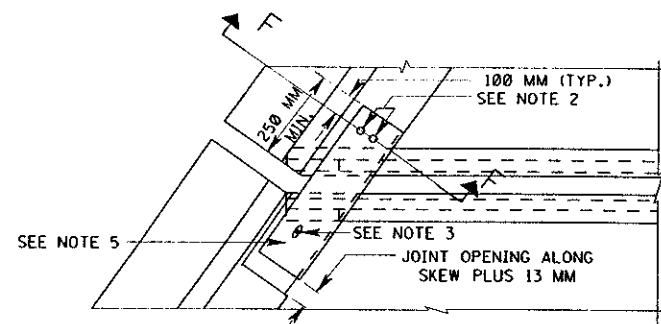 F
100 MM (TYP.)
SEE NOTE 2
250 MM
MIN.
F
SEE NOTE 5
SEE NOTE 3
JOINT OPENING ALONG
SKEW PLUS 13 MM